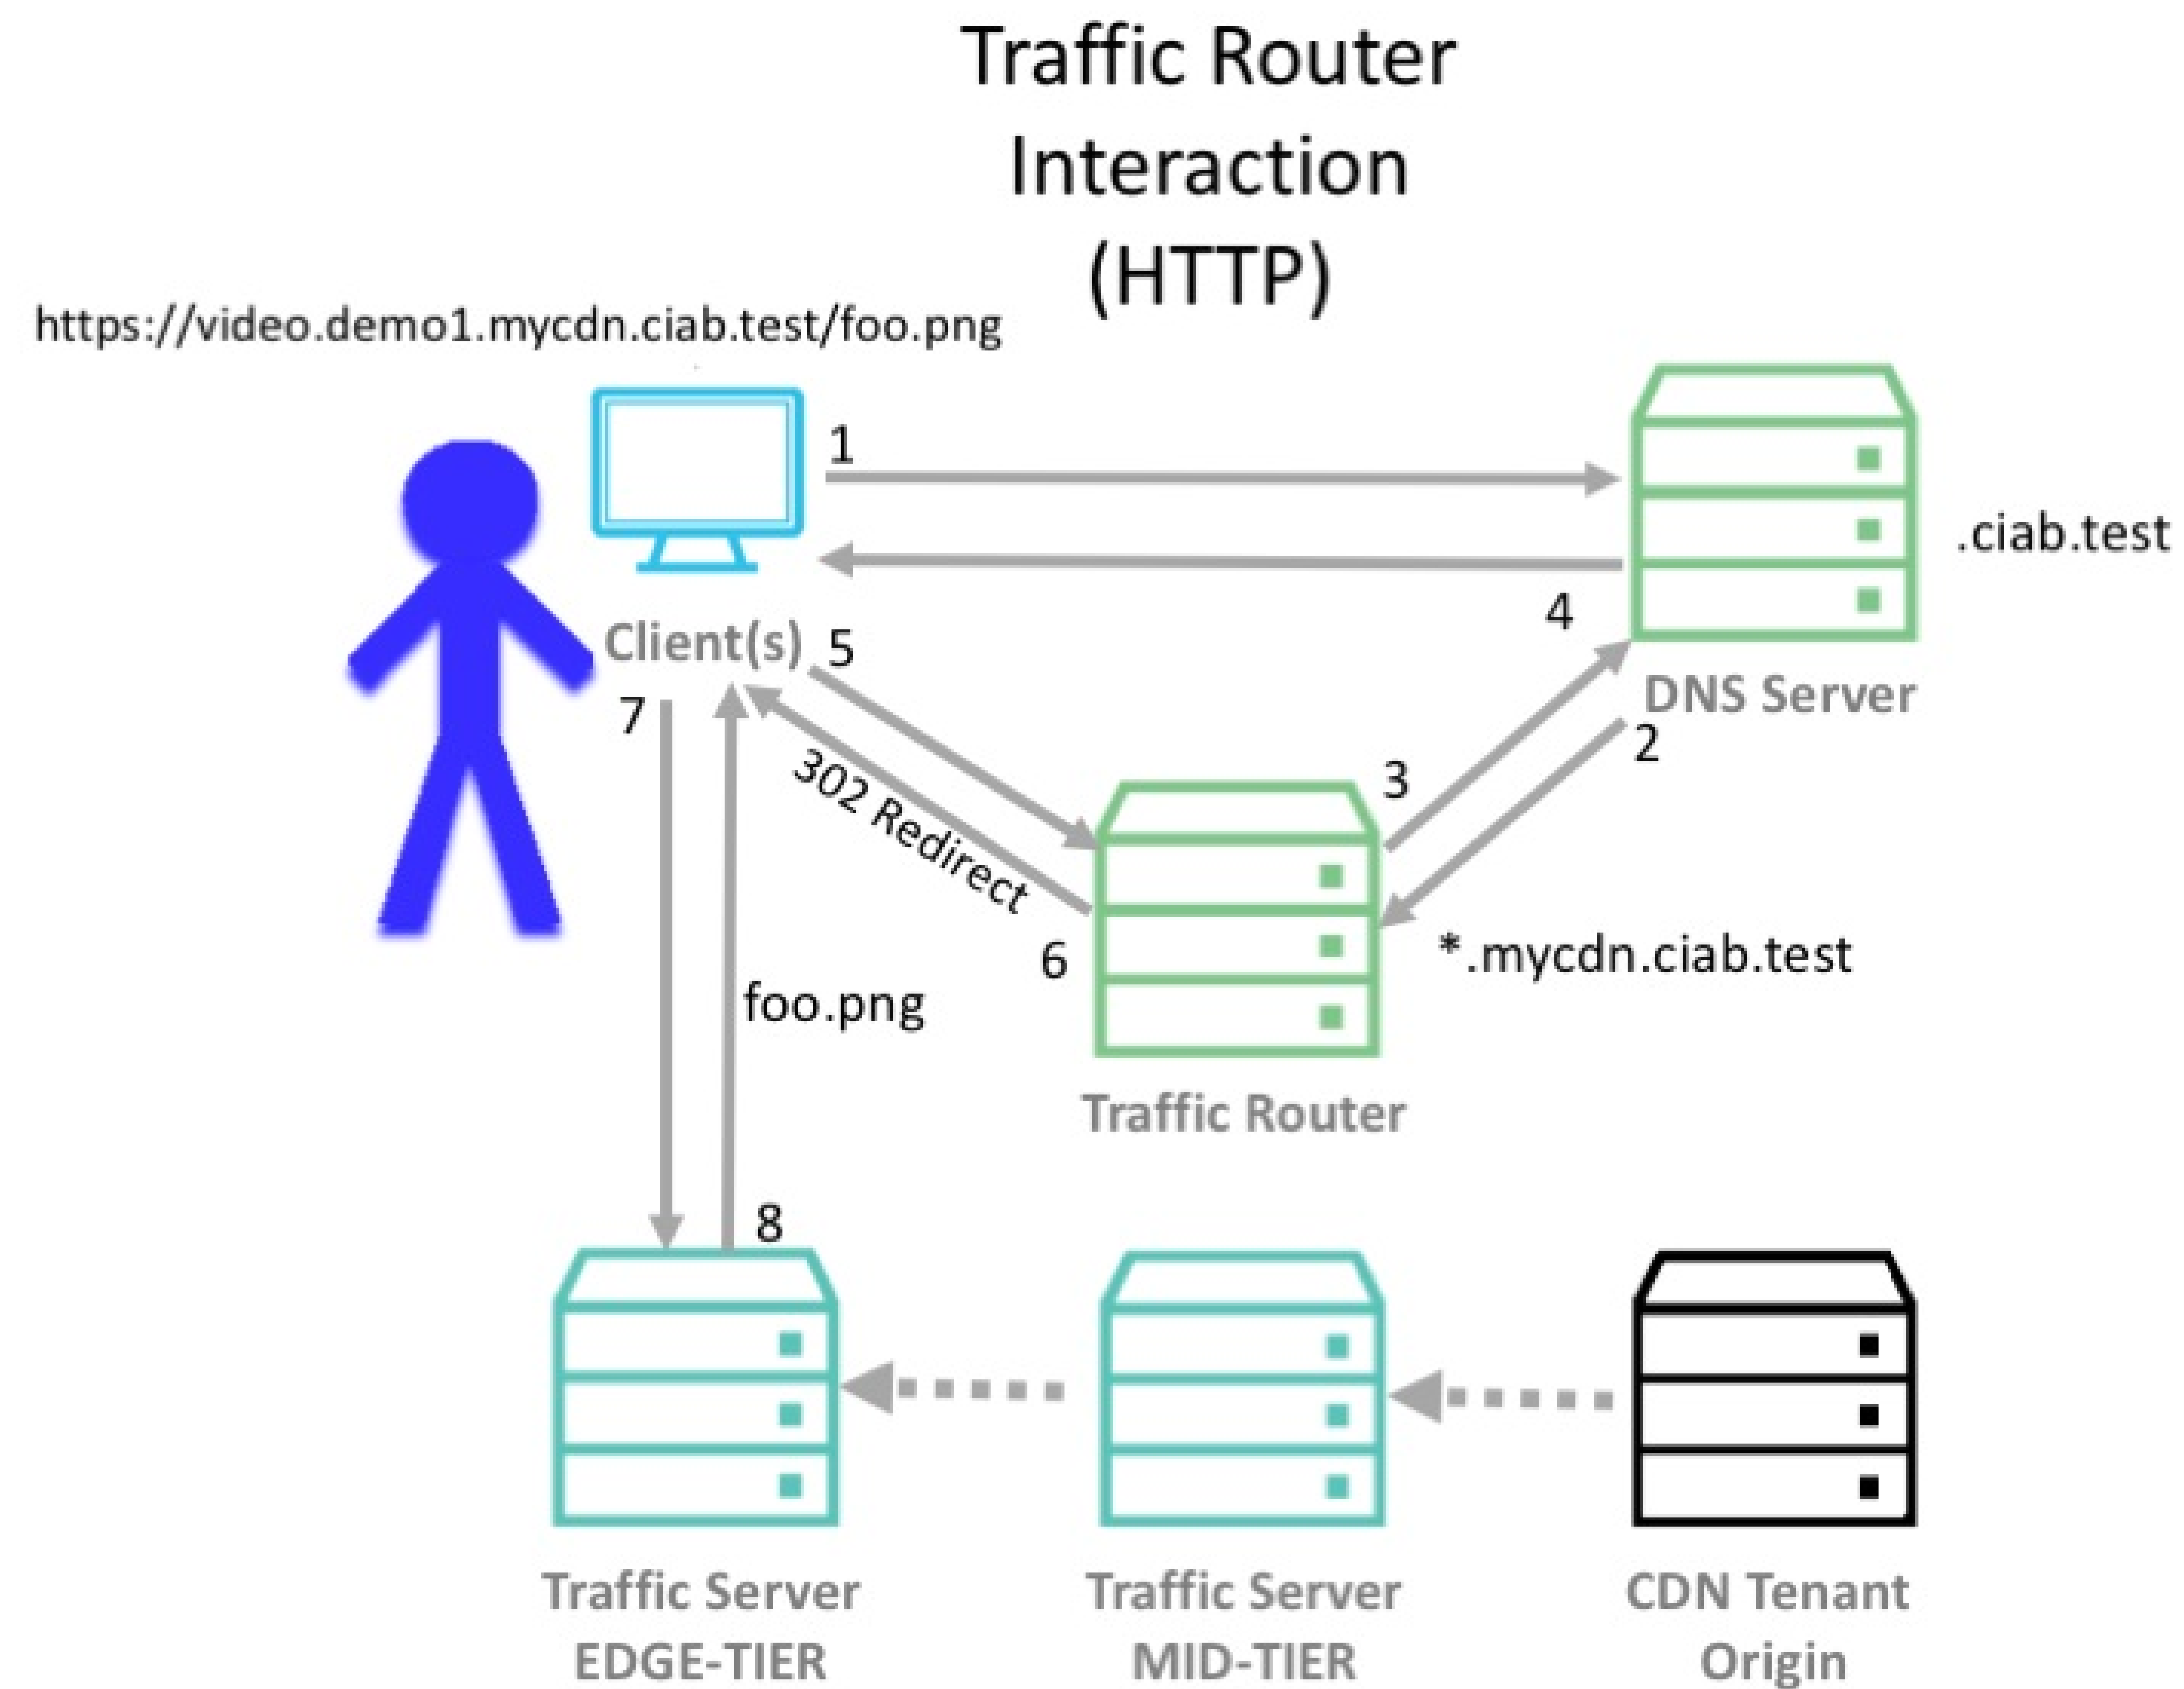 Traffic Router
Interaction
(HTTP)
https://video.demo1.mycdn.ciab.test/foo.png
1
.ciab.test
4
Client(s)
5
DNS Server
7
2
3
302 Redirect
6
*.mycdn.ciab.test
foo.png
Traffic Router
8
Traffic Server
EDGE-TIER
Traffic Server
MID-TIER
CDN Tenant
Origin